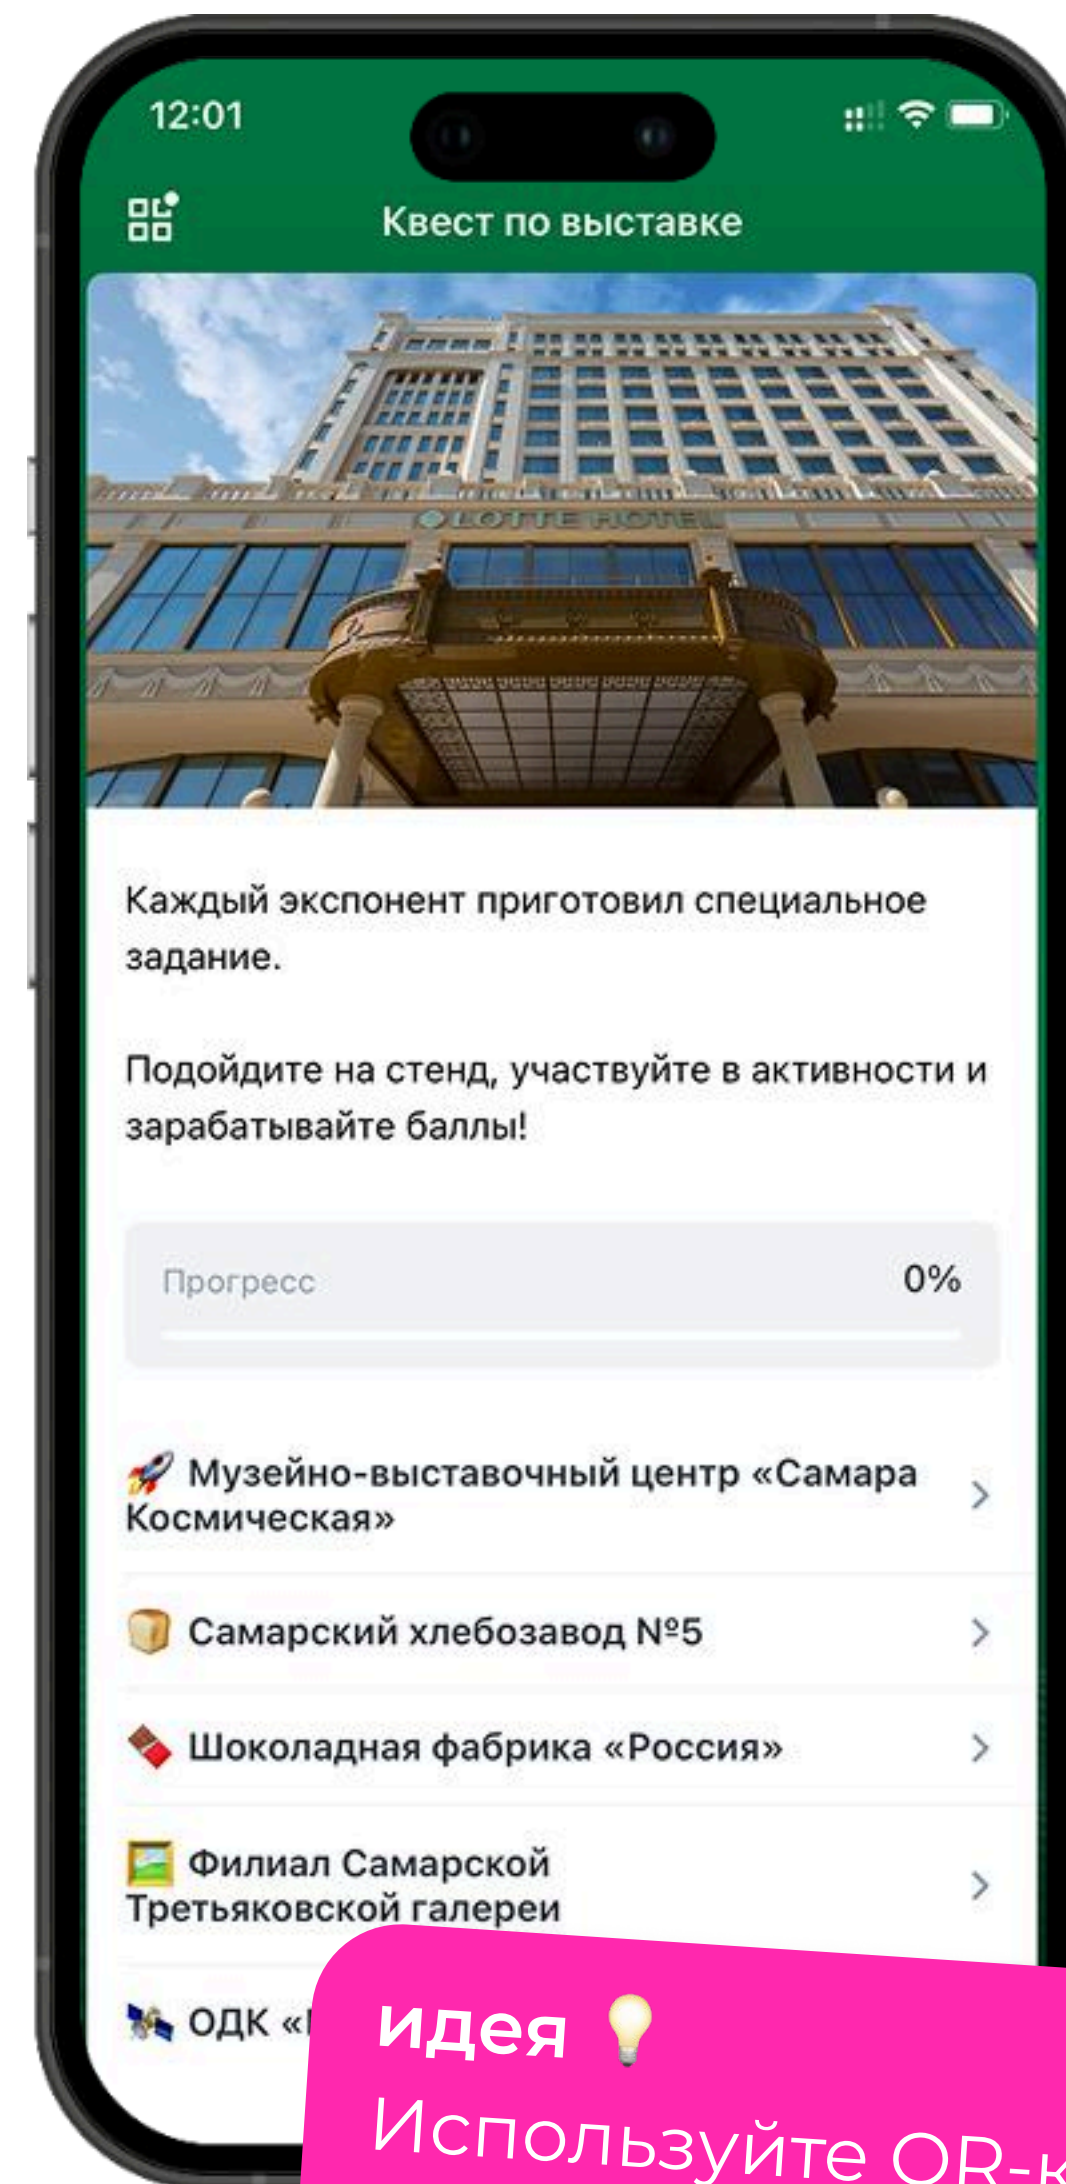 12:01
Квест по выставке
LOTTE HOTEL
Каждый экспонент приготовил специальное
задание.
Подойдите на стенд, участвуйте в активности и
зарабатывайте баллы!
Прогресс 0%
Музейно-выставочный центр «Самара
Космическая»
Самарский хлебозавод №5
Шоколадная фабрика «Россия»
Филиал Самарской
Третьяковской галереи
ОДК
идея
Используйте